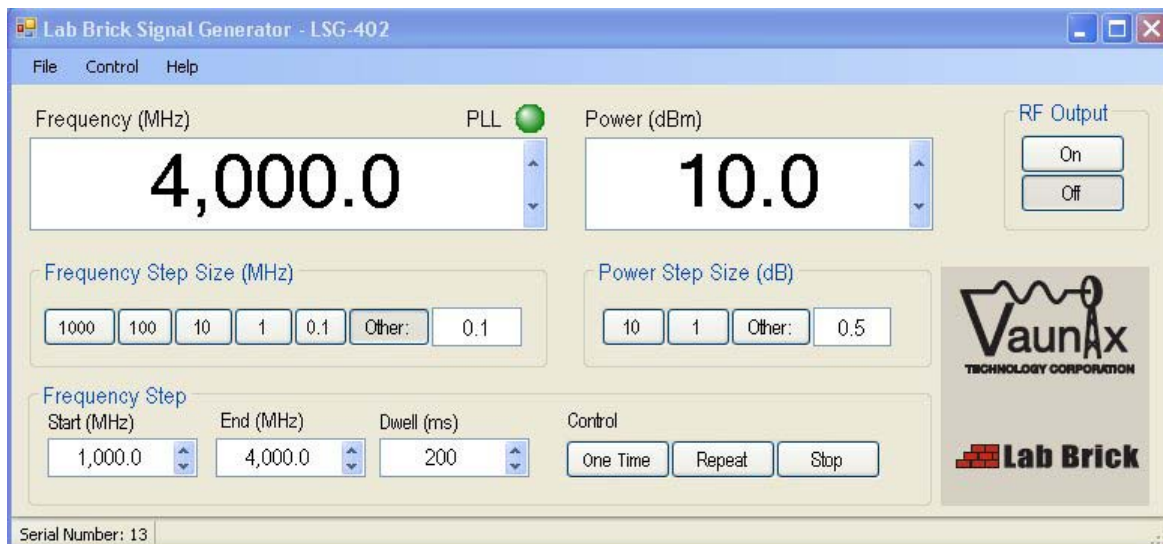 Lab Brick Signal Generator - LSG-402
File Control Help
Frequency (MHz) PLL
4,000.0
Power (dBm)
10.0
RF Output
On
Off
Frequency Step Size (MHz)
1000 100 10 1 0.1 Other: 0.1
Power Step Size (dB)
10 1 Other: 0.5
Vaunix
TECHNOLOGY CORPORATION
Frequency Step
Start (MHz) End (MHz) Dwell (ms) Control
1,000.0 4,000.0 200 One Time Repeat Stop
Lab Brick
Serial Number: 13